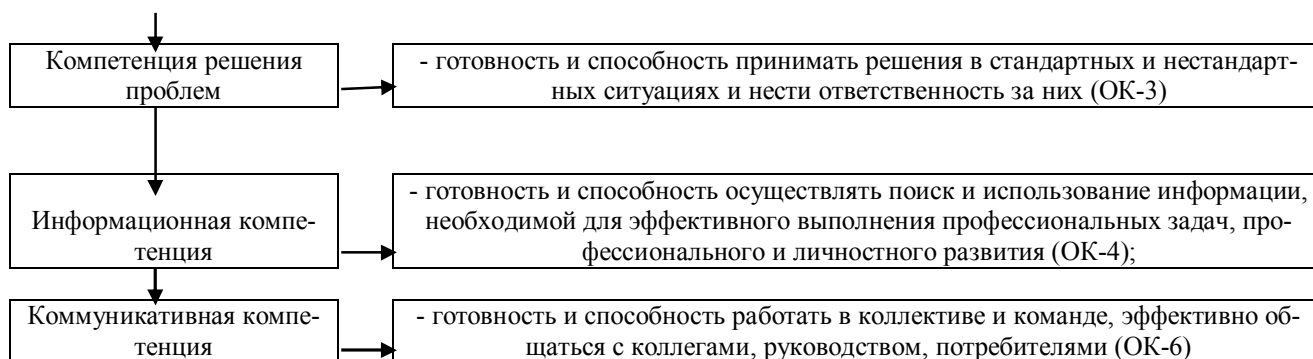 Компетенция решения
проблем
- готовность и способность принимать решения в стандартных и нестандарт-
ных ситуациях и нести ответственность за них (ОК-3)
Информационная компе-
тенция
- готовность и способность осуществлять поиск и использование информации,
необходимой для эффективного выполнения профессиональных задач, про-
фессионального и личностного развития (ОК-4);
Коммуникативная компе-
тенция
- готовность и способность работать в коллективе и команде, эффективно об-
щаться с коллегами, руководством, потребителями (ОК-6)